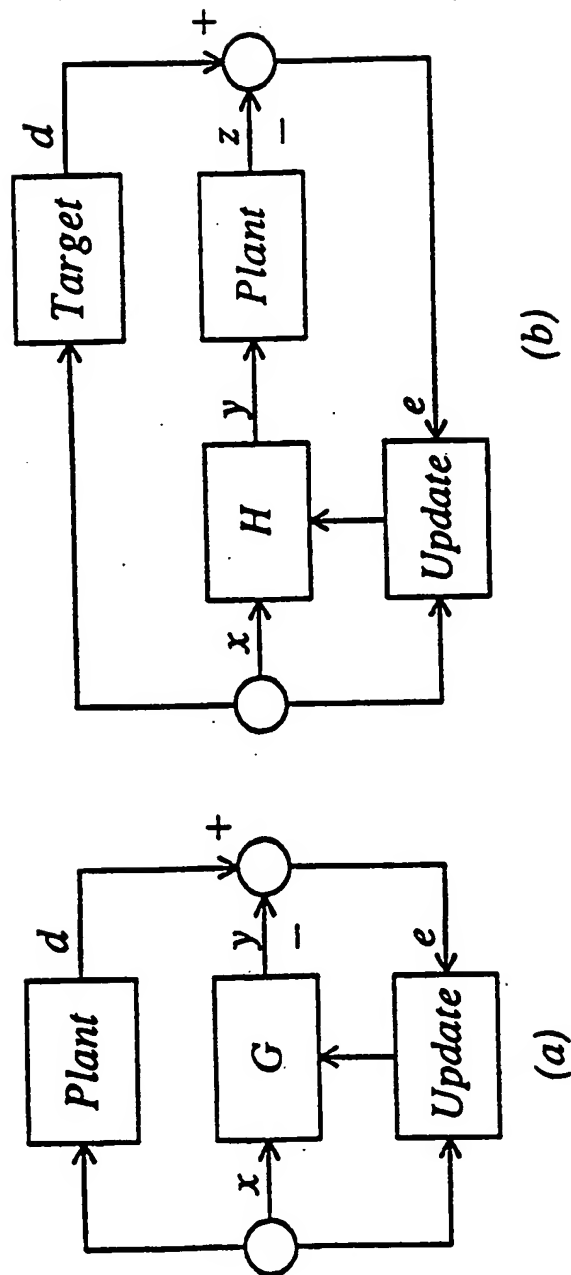 Plant
d
+
x
G
y
−
Update
e
(a)
Target
d
+
x
H
y
Plant
z
−
Update
e
(b)